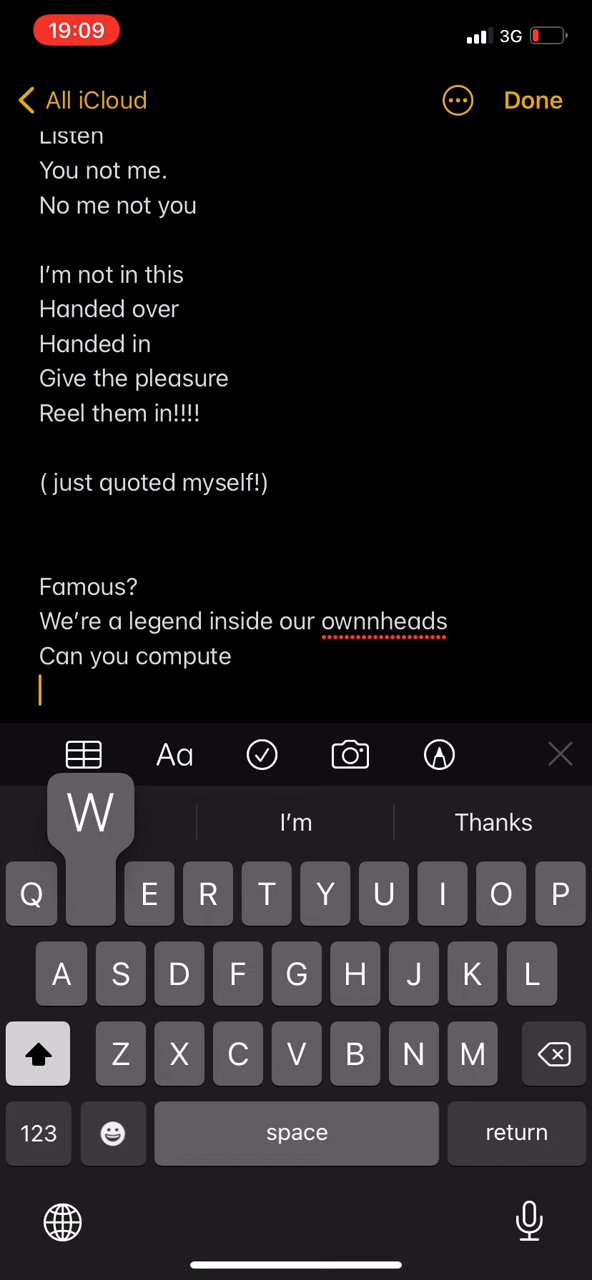 19:09
3G
All iCloud
Done
Listen
You not me.
No me not you
I'm not in this
Handed over
Handed in
Give the pleasure
Reel them in!!!!
( just quoted myself!)
Famous?
We're a legend inside our ownnheads
Can you compute
Aa
W
I'm
Thanks
Q E R T Y U I O P
A S D F G H J K L
Z X C V B N M
123
space
return